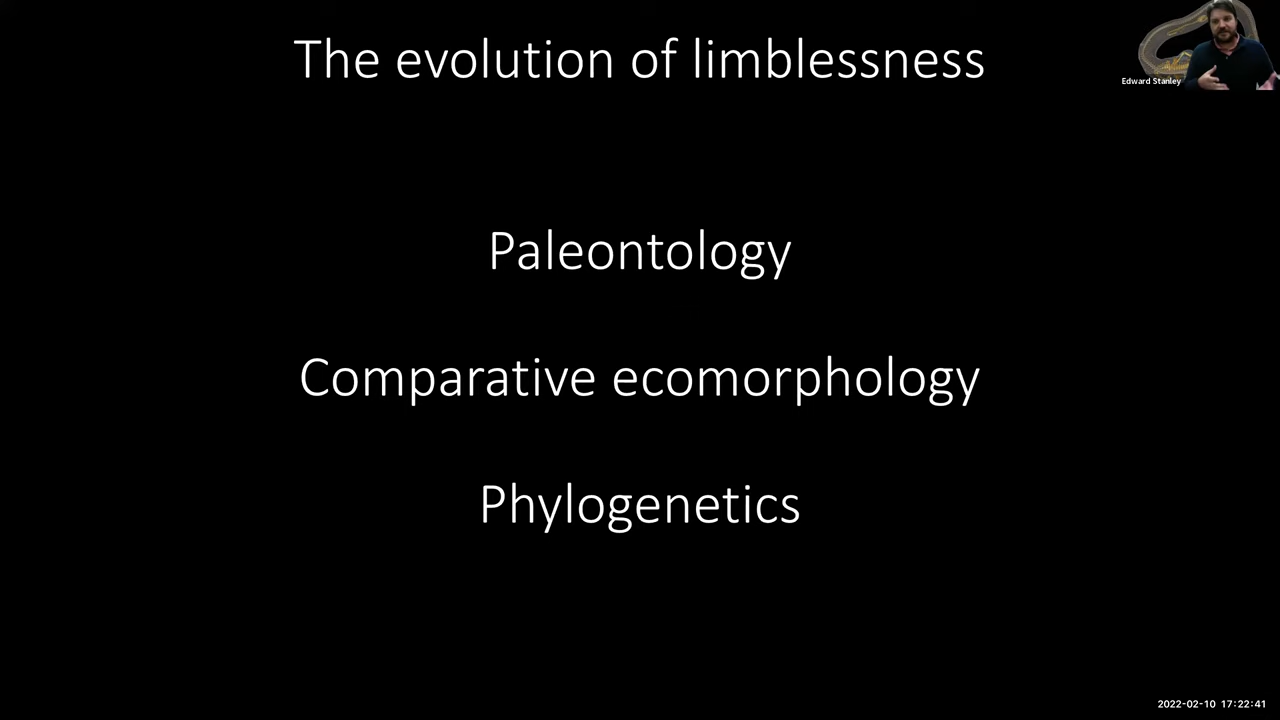 The evolution of limblessness
Edward Stanley
Paleontology
Comparative ecomorphology
Phylogenetics
2022-02-10 17:22:41